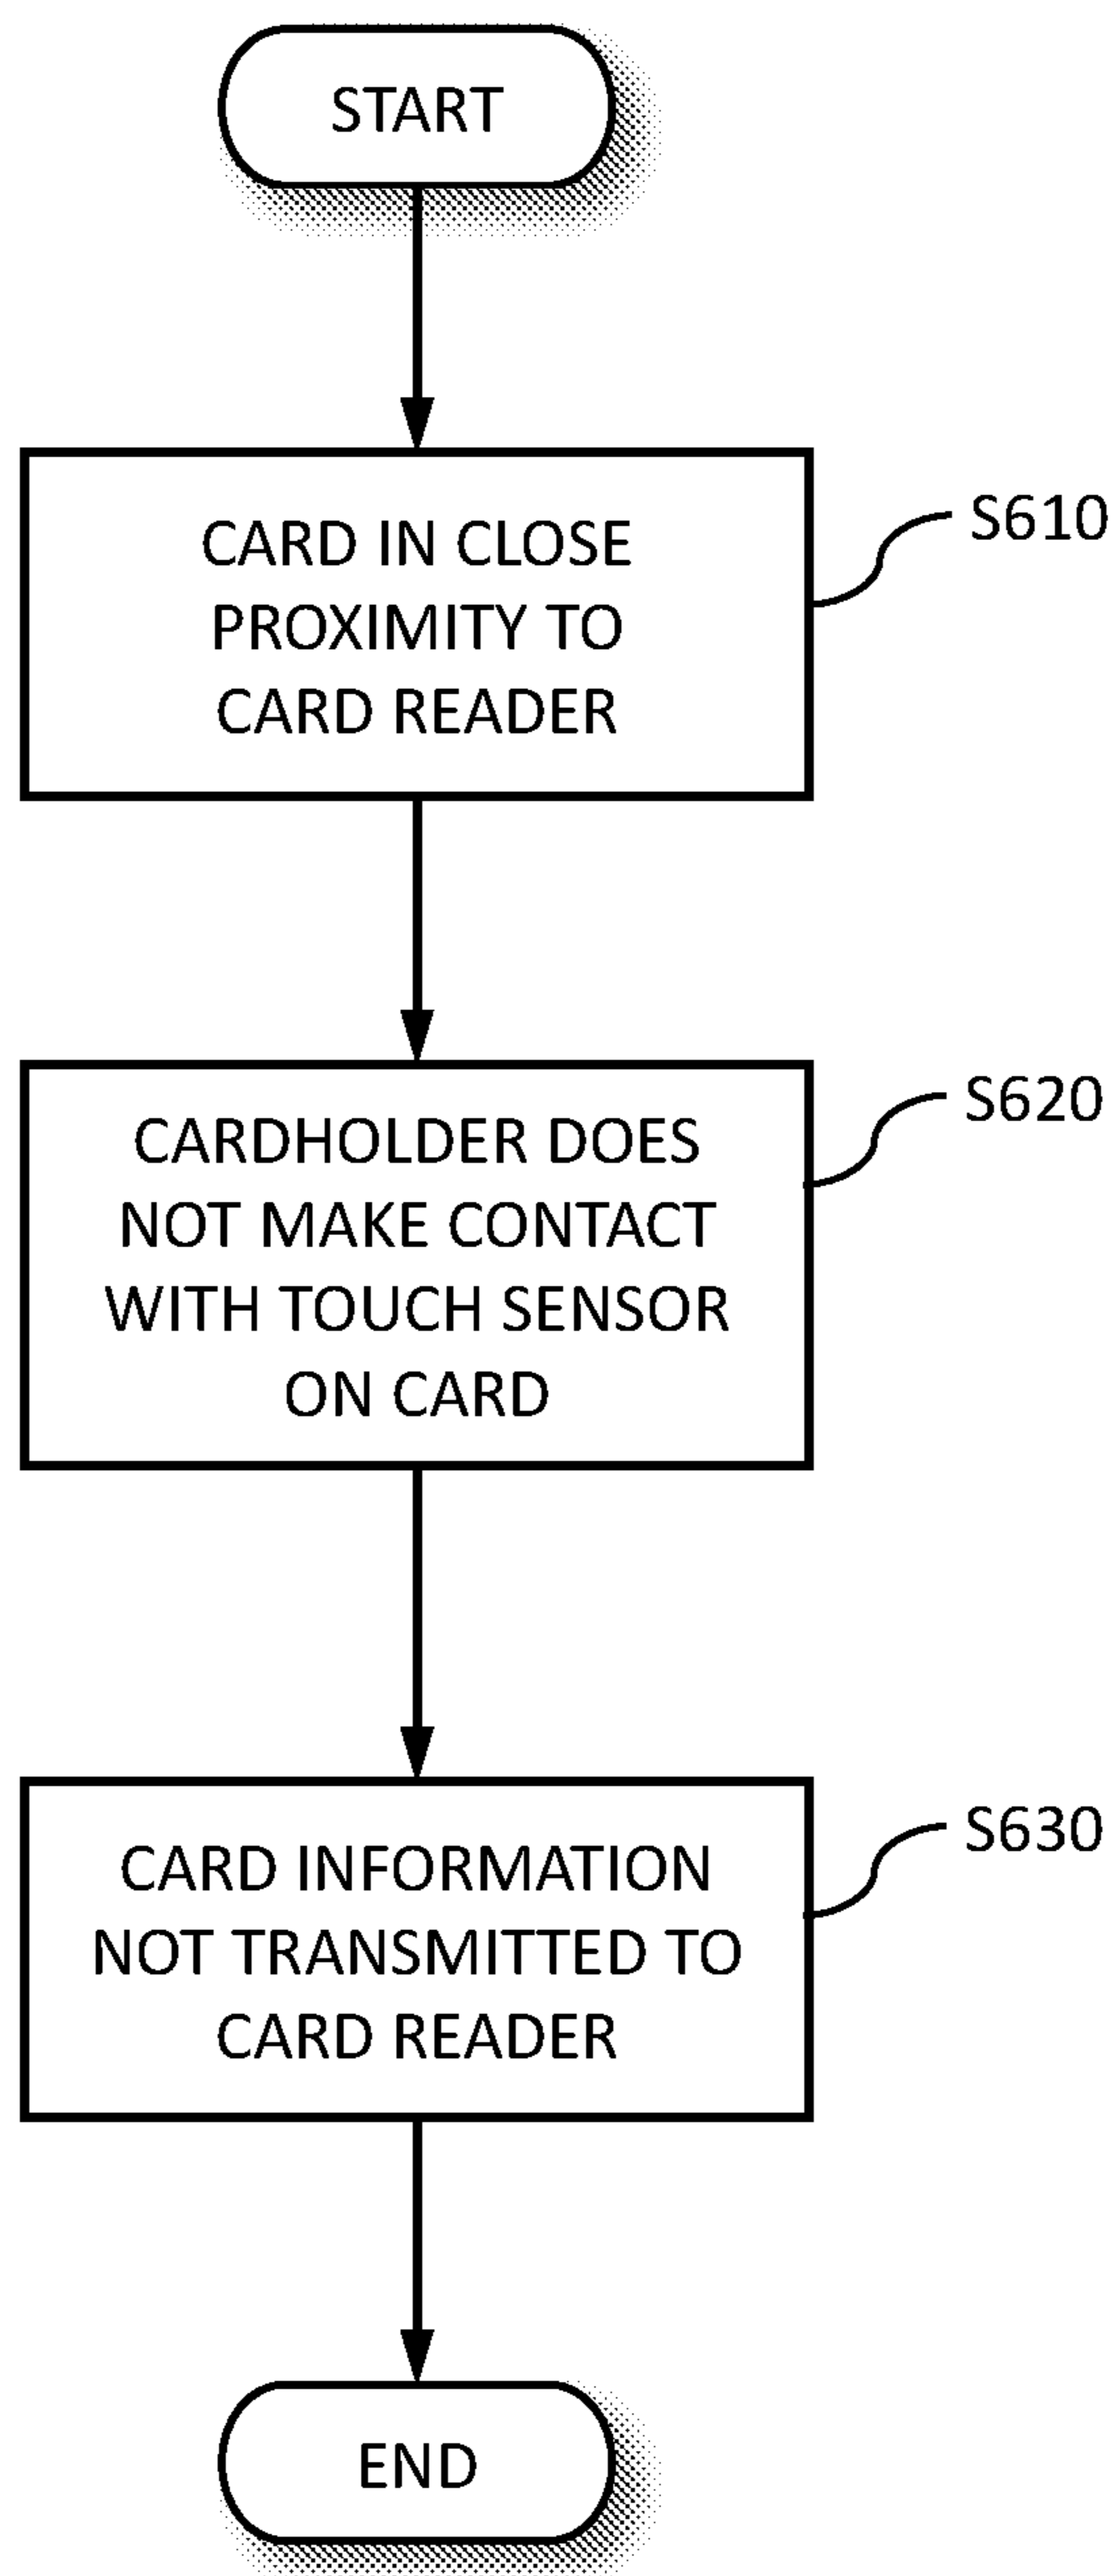 START
CARD IN CLOSE
PROXIMITY TO
CARD READER
S610
CARDHOLDER DOES
NOT MAKE CONTACT
WITH TOUCH SENSOR
ON CARD
S620
CARD INFORMATION
NOT TRANSMITTED TO
CARD READER
S630
END